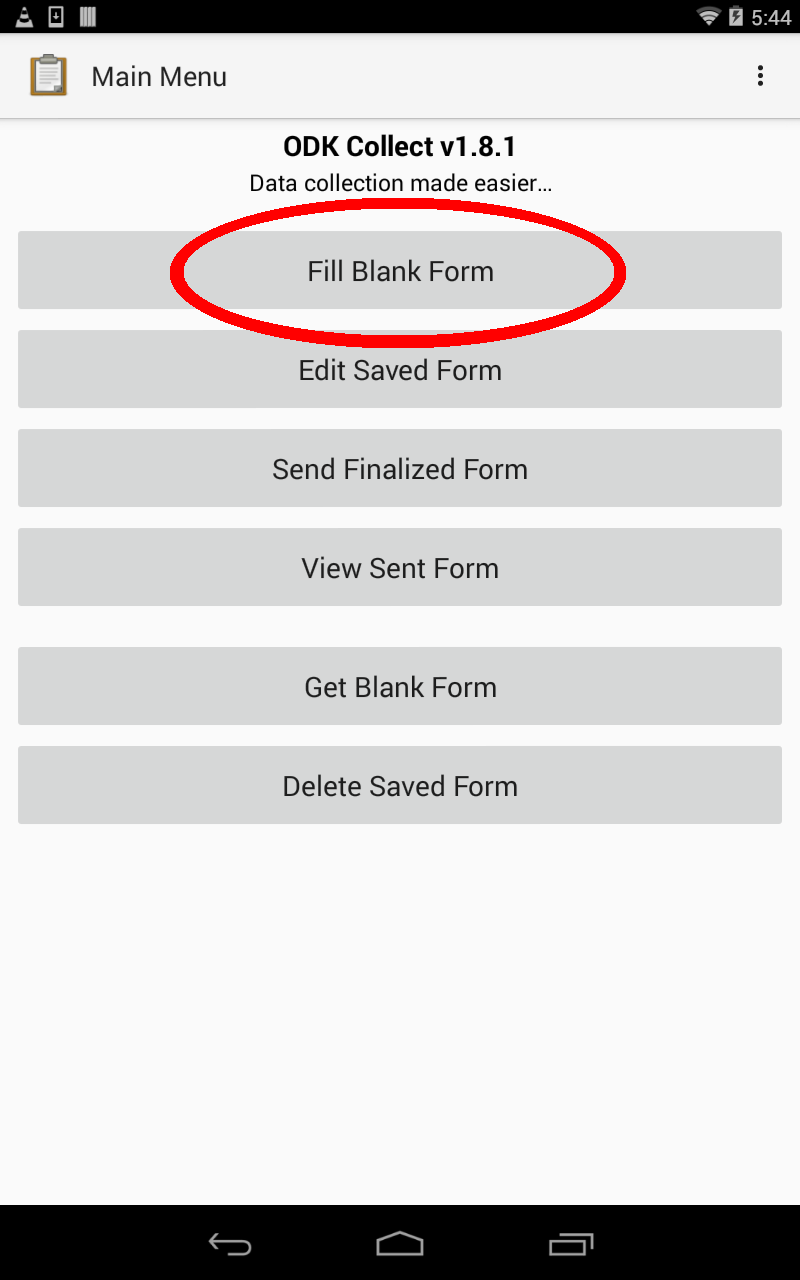 5:44
Main Menu
ODK Collect v1.8.1
Data collection made easier...
Fill Blank Form
Edit Saved Form
Send Finalized Form
View Sent Form
Get Blank Form
Delete Saved Form